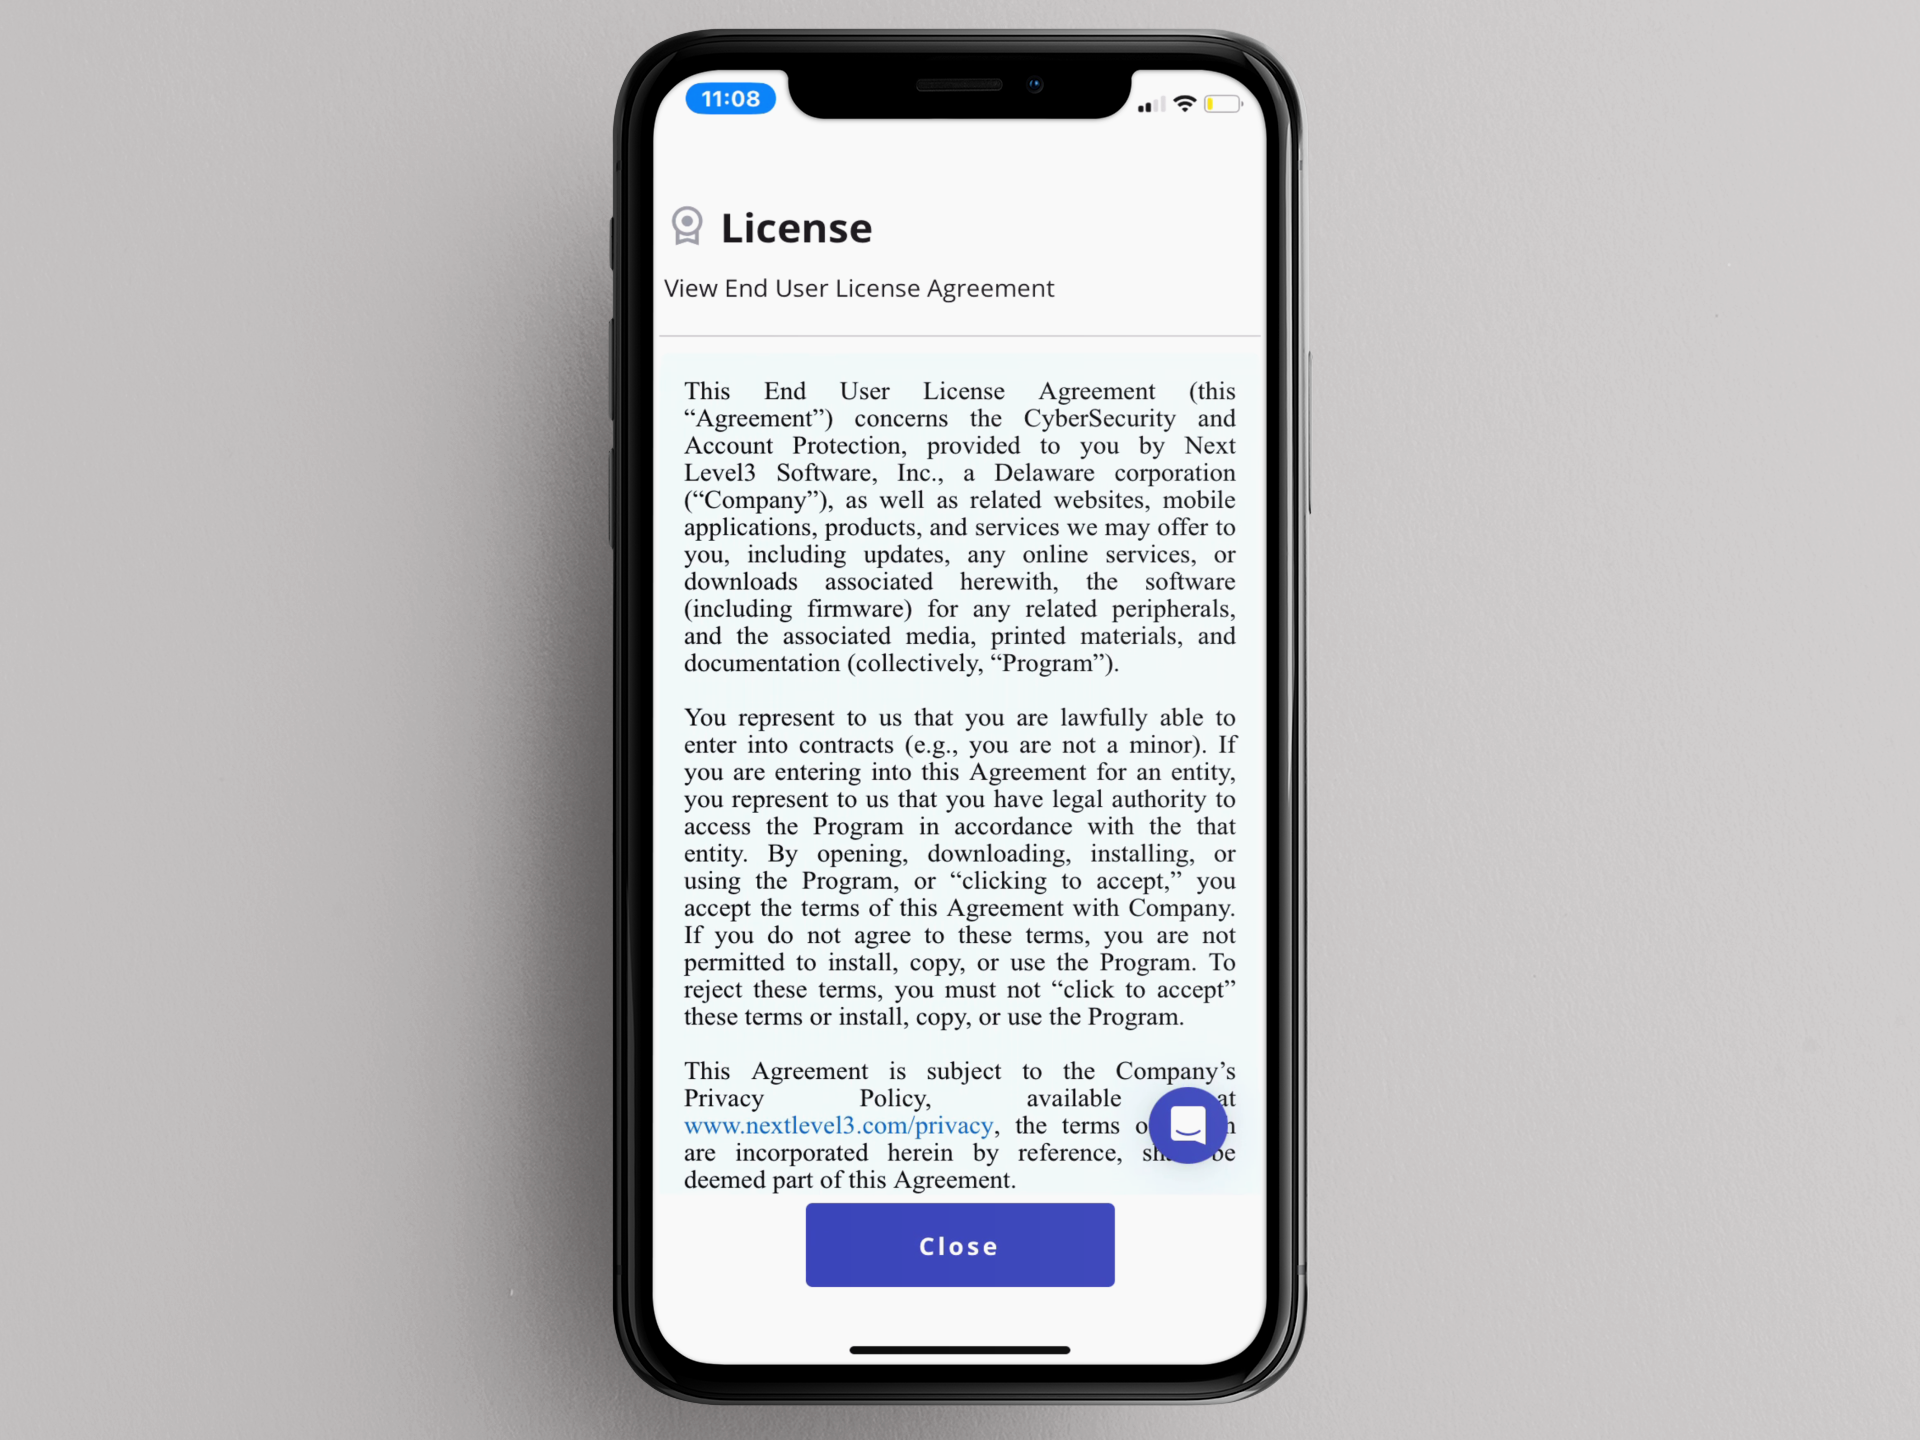 11:08
License
View End User License Agreement
This End User License Agreement (this
“Agreement”) concerns the CyberSecurity and
Account Protection, provided to you by Next
Level3 Software, Inc., a Delaware corporation
(“Company”), as well as related websites, mobile
applications, products, and services we may offer to
you, including updates, any online services, or
downloads associated herewith, the software
(including firmware) for any related peripherals,
and the associated media, printed materials, and
documentation (collectively, “Program”).
You represent to us that you are lawfully able to
enter into contracts (e.g., you are not a minor). If
you are entering into this Agreement for an entity,
you represent to us that you have legal authority to
access the Program in accordance with the that
entity. By opening, downloading, installing, or
using the Program, or “clicking to accept,” you
accept the terms of this Agreement with Company.
If you do not agree to these terms, you are not
permitted to install, copy, or use the Program. To
reject these terms, you must not “click to accept”
these terms or install, copy, or use the Program.
This Agreement is subject to the Company’s
Privacy Policy, available at
www.nextlevel3.com/privacy, the terms
are incorporated herein by reference, be
deemed part of this Agreement.
Close